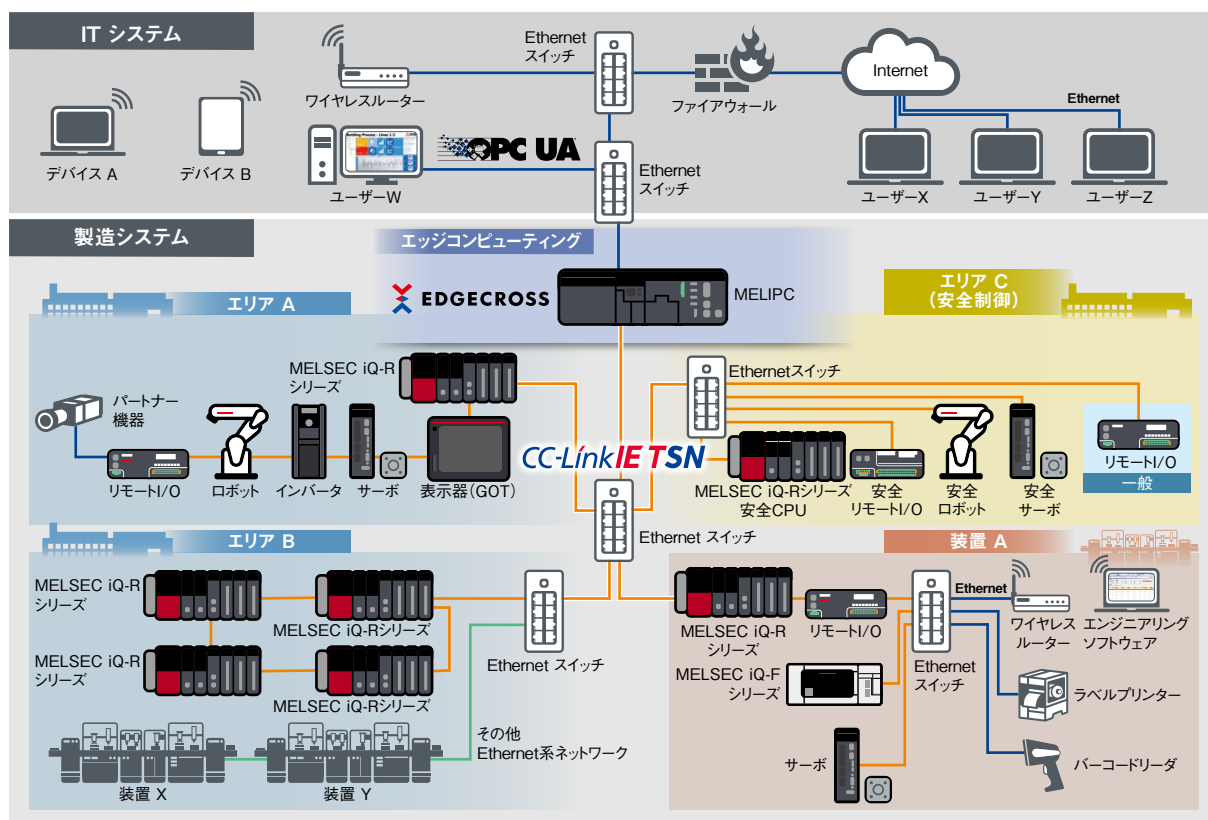 IT システム
Ethernet
スイッチ
ワイヤレスルーター
ファイアウォール
Internet
Ethernet
デバイス A
デバイス B
OPC UA
ユーザーW
Ethernet
スイッチ
ユーザーX
ユーザーY
ユーザーZ
製造システム
エッジコンピューティング
EDGECROSS
MELIPC
エリア A
MELSEC iQ-R
シリーズ
パートナー
機器
リモートI/O
ロボット
インバータ
サーボ
表示器(GOT)
CC-Link IE TSN
エリア C
(安全制御)
Ethernetスイッチ
MELSEC iQ-Rシリーズ
安全CPU
安全
リモートI/O
安全
ロボット
安全
サーボ
リモートI/O
一般
Ethernet スイッチ
エリア B
MELSEC iQ-R
シリーズ
MELSEC iQ-Rシリーズ
MELSEC iQ-R
シリーズ
MELSEC iQ-Rシリーズ
Ethernet スイッチ
その他
Ethernet系ネットワーク
装置 X
装置 Y
装置 A
MELSEC iQ-R
シリーズ
リモートI/O
Ethernet
ワイヤレス
ルーター
エンジニアリング
ソフトウェア
MELSEC iQ-F
シリーズ
Ethernet
スイッチ
ラベルプリンター
サーボ
バーコードリーダ